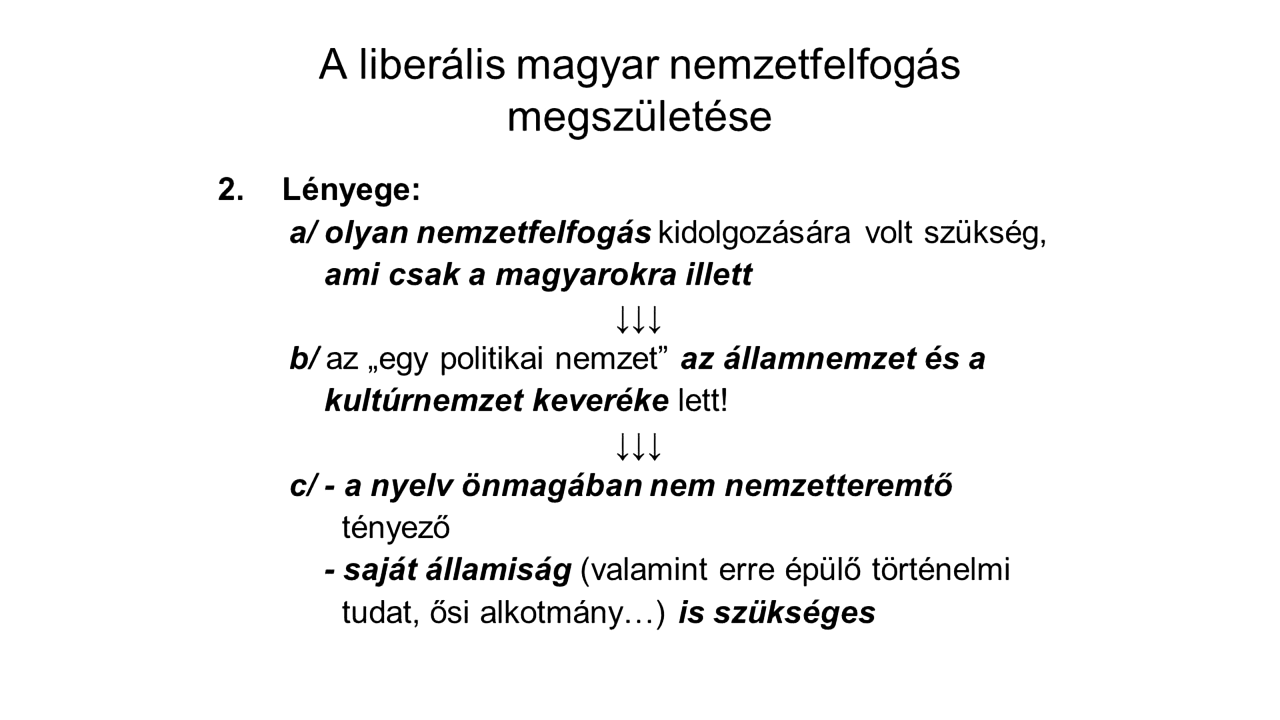 A liberális magyar nemzetfelfogás
megszületése
2. Lényege:
a/ olyan nemzetfelfogás kidolgozására volt szükség,
ami csak a magyarokra illett
↓↓↓
b/ az „egy politikai nemzet” az államnemzet és a
kultúrnemzet keveréke lett!
↓↓↓
c/ - a nyelv önmagában nem nemzetteremtő
tényező
- saját államiság (valamint erre épülő történelmi
tudat, ősi alkotmány…) is szükséges